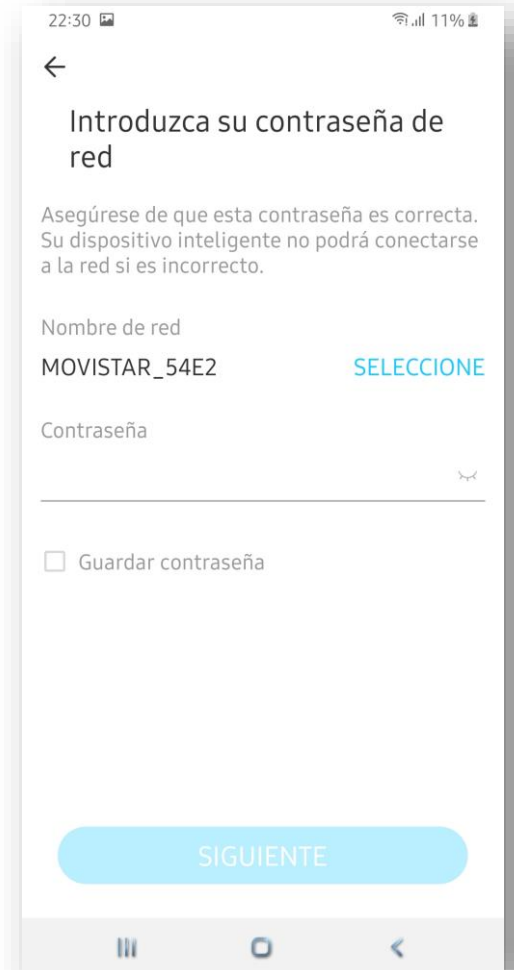 22:30 11%
Introduzca su contraseña de
red
Asegúrese de que esta contraseña es correcta.
Su dispositivo inteligente no podrá conectarse
a la red si es incorrecto.
Nombre de red
MOVISTAR_54E2 SELECCIONE
Contraseña
Guardar contraseña
SIGUIENTE